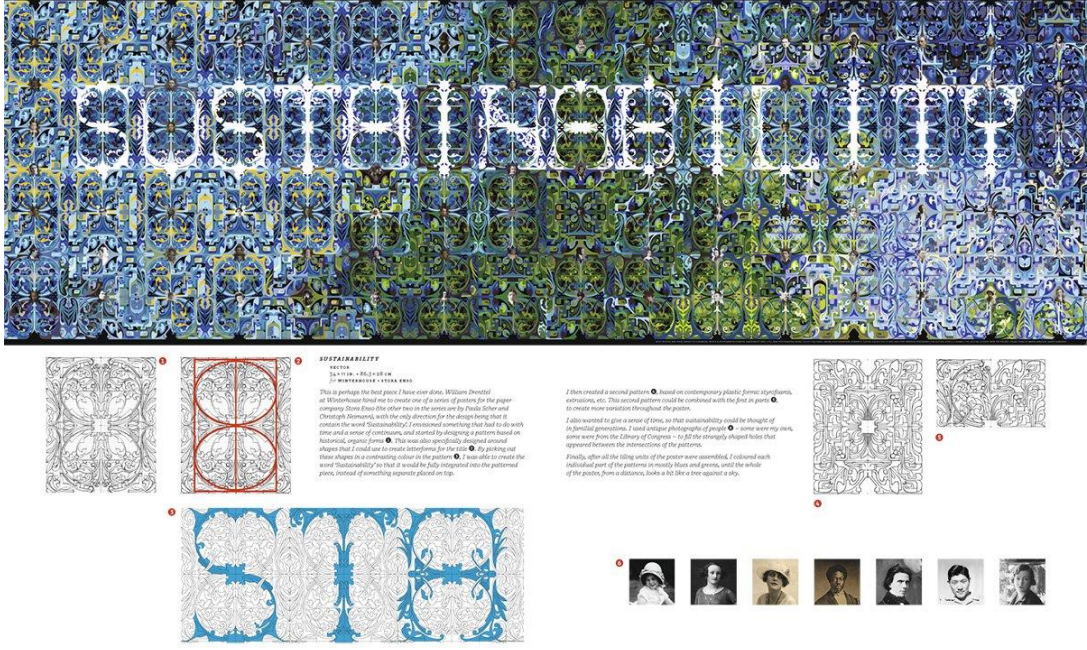 SUSTAINABILITY
1
2
SUSTAINABILITY
VECTOR
34 × 11 IN. • 86.3 × 28 CM
for WINTERHOUSE • STORA ENSO
This is perhaps the best piece I have ever done. William Drenttel
at Winterhouse hired me to create one of a series of posters for the paper
company Stora Enso (the other two in the series are by Paula Scher and
Christoph Niemann), with the only direction for the design being that it
contain the word 'Sustainability'. I envisioned something that had to do with
time and a sense of continuum, and started by designing a pattern based on
historical, organic forms 1. This was also specifically designed around
shapes that I could use to create letterforms for the title 2. By picking out
these shapes in a contrasting colour in the pattern 3, I was able to create the
word 'Sustainability' so that it would be fully integrated into the patterned
piece, instead of something separate placed on top.
I then created a second pattern 4, based on contemporary plastic forms: styrofoams,
extrusions, etc. This second pattern could be combined with the first in parts 5,
to create more variation throughout the poster.
I also wanted to give a sense of time, so that sustainability could be thought of
in familial generations. I used antique photographs of people 6 – some were my own,
some were from the Library of Congress – to fill the strangely shaped holes that
appeared between the intersections of the patterns.
Finally, after all the tiling units of the poster were assembled, I coloured each
individual part of the patterns in mostly blues and greens, until the whole
of the poster, from a distance, looks a bit like a tree against a sky.
5
4
3
STA
6